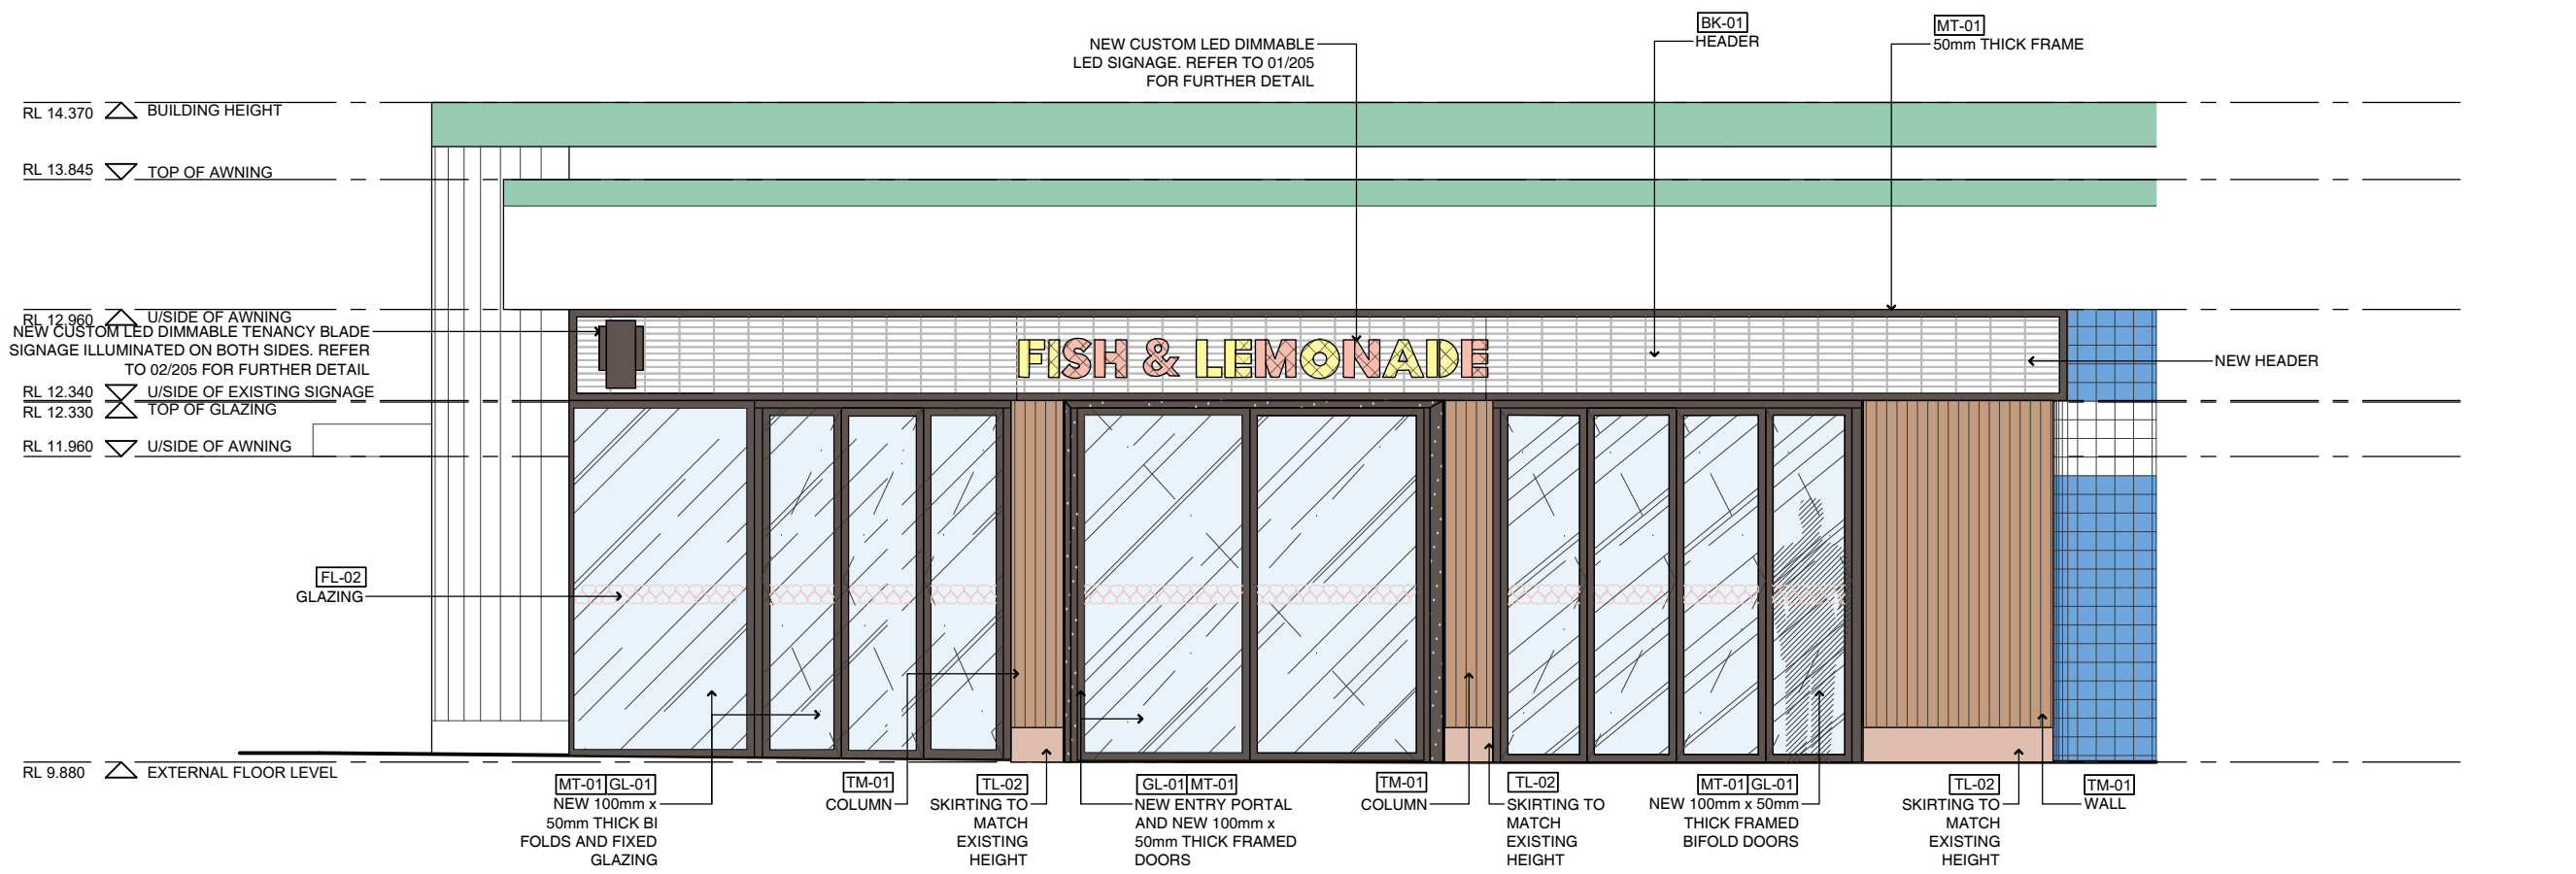 BK-01
HEADER
MT-01
50mm THICK FRAME
NEW CUSTOM LED DIMMABLE
LED SIGNAGE. REFER TO 01/205
FOR FURTHER DETAIL
RL 14.370 BUILDING HEIGHT
RL 13.845 TOP OF AWNING
RL 12.960 U/SIDE OF AWNING
NEW CUSTOM LED DIMMABLE TENANCY BLADE
SIGNAGE ILLUMINATED ON BOTH SIDES. REFER
TO 02/205 FOR FURTHER DETAIL
FISH & LEMONADE
NEW HEADER
RL 12.340 U/SIDE OF EXISTING SIGNAGE
RL 12.330 TOP OF GLAZING
RL 11.960 U/SIDE OF AWNING
FL-02
GLAZING
RL 9.880 EXTERNAL FLOOR LEVEL
MT-01 GL-01
NEW 100mm x
50mm THICK BI
FOLDS AND FIXED
GLAZING
TM-01
COLUMN
TL-02
SKIRTING TO
MATCH
EXISTING
HEIGHT
GL-01 MT-01
NEW ENTRY PORTAL
AND NEW 100mm x
50mm THICK FRAMED
DOORS
TM-01
COLUMN
TL-02
SKIRTING TO
MATCH
EXISTING
HEIGHT
MT-01 GL-01
NEW 100mm x 50mm
THICK FRAMED
BIFOLD DOORS
TL-02
SKIRTING TO
MATCH
EXISTING
HEIGHT
TM-01
WALL